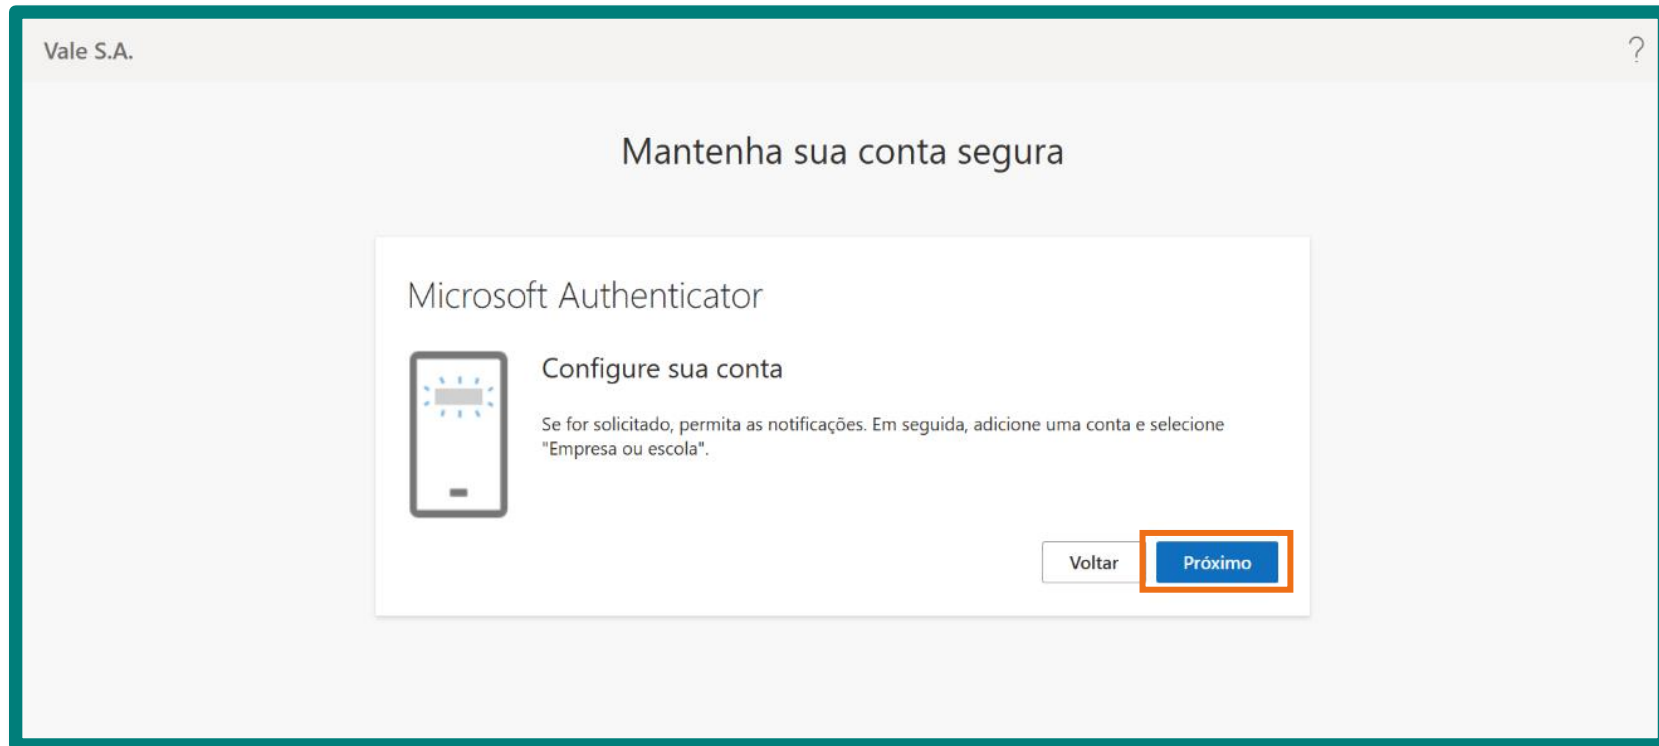 Vale S.A.
?
Mantenha sua conta segura
Microsoft Authenticator
Configure sua conta
Se for solicitado, permita as notificações. Em seguida, adicione uma conta e selecione
"Empresa ou escola".
Voltar
Próximo